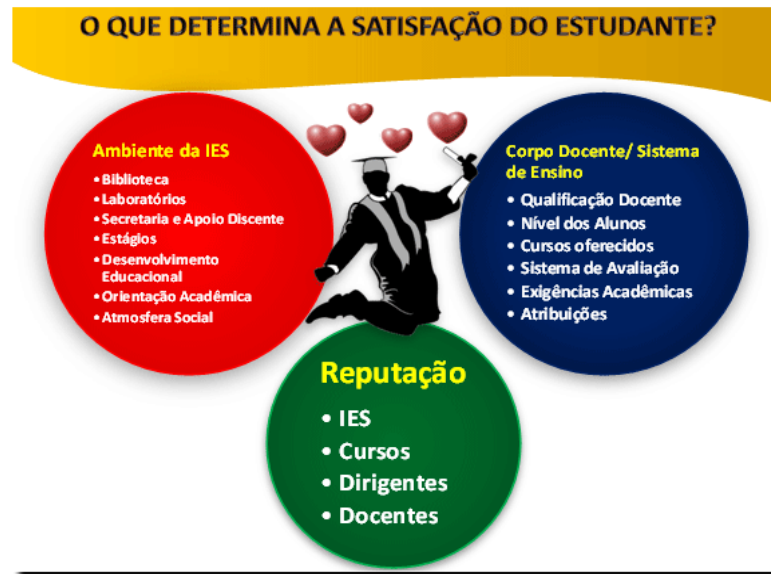 O QUE DETERMINA A SATISFAÇÃO DO ESTUDANTE?
Ambiente da IES
• Biblioteca
• Laboratórios
• Secretaria e Apoio Discente
• Estágios
• Desenvolvimento
Educacional
• Orientação Acadêmica
• Atmosfera Social
Corpo Docente/ Sistema
de Ensino
• Qualificação Docente
• Nível dos Alunos
• Cursos oferecidos
• Sistema de Avaliação
• Exigências Acadêmicas
• Atribuições
Reputação
• IES
• Cursos
• Dirigentes
• Docentes